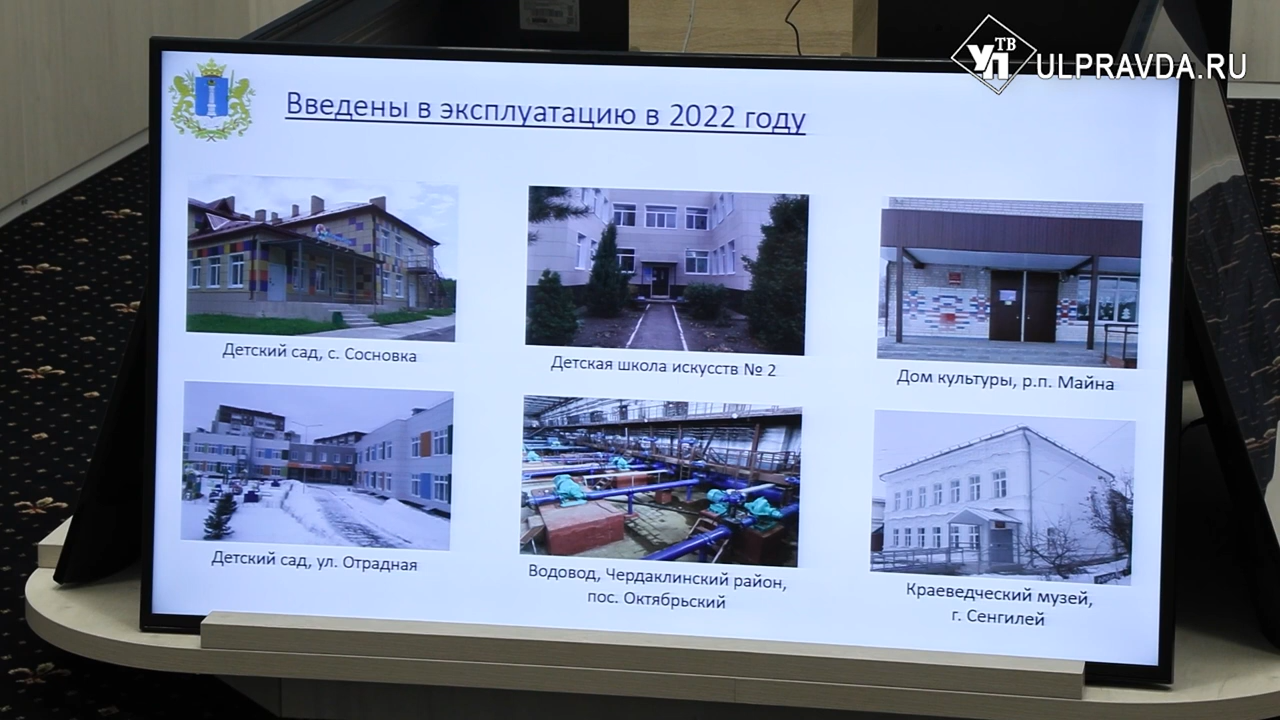 УП ТВ ULPRAVDA.RU
Введены в эксплуатацию в 2022 году
Детский сад, с. Сосновка
Детская школа искусств № 2
Дом культуры, р.п. Майна
Детский сад, ул. Отрадная
Водовод, Чердаклинский район,
пос. Октябрьский
Краеведческий музей,
г. Сенгилей